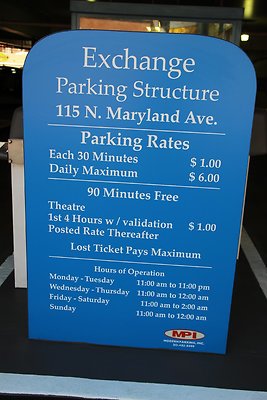 Exchange
Parking Structure
115 N. Maryland Ave.
Parking Rates
Each 30 Minutes $ 1.00
Daily Maximum $ 6.00
90 Minutes Free
Theatre
1st 4 Hours w / validation $ 1.00
Posted Rate Thereafter
Lost Ticket Pays Maximum
Hours of Operation
Monday - Tuesday 11:00 am to 11:00 pm
Wednesday - Thursday 11:00 am to 12:00 am
Friday - Saturday 11:00 am to 2:00 am
Sunday 11:00 am to 12:00 am
MPI
MODERN PARKING, INC.